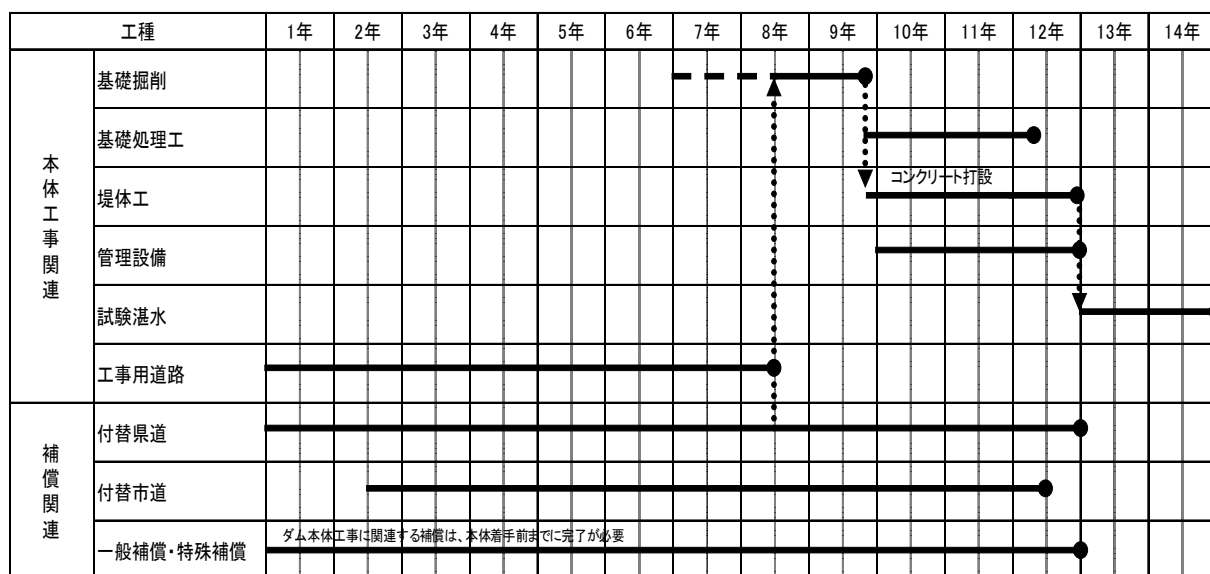 工種 1年 2年 3年 4年 5年 6年 7年 8年 9年 10年 11年 12年 13年 14年
本体工事関連
基礎掘削
基礎処理工
コンクリート打設
堤体工
管理設備
試験湛水
工事用道路
補償関連
付替県道
付替市道
ダム本体工事に関連する補償は、本体着手前までに完了が必要
一般補償・特殊補償